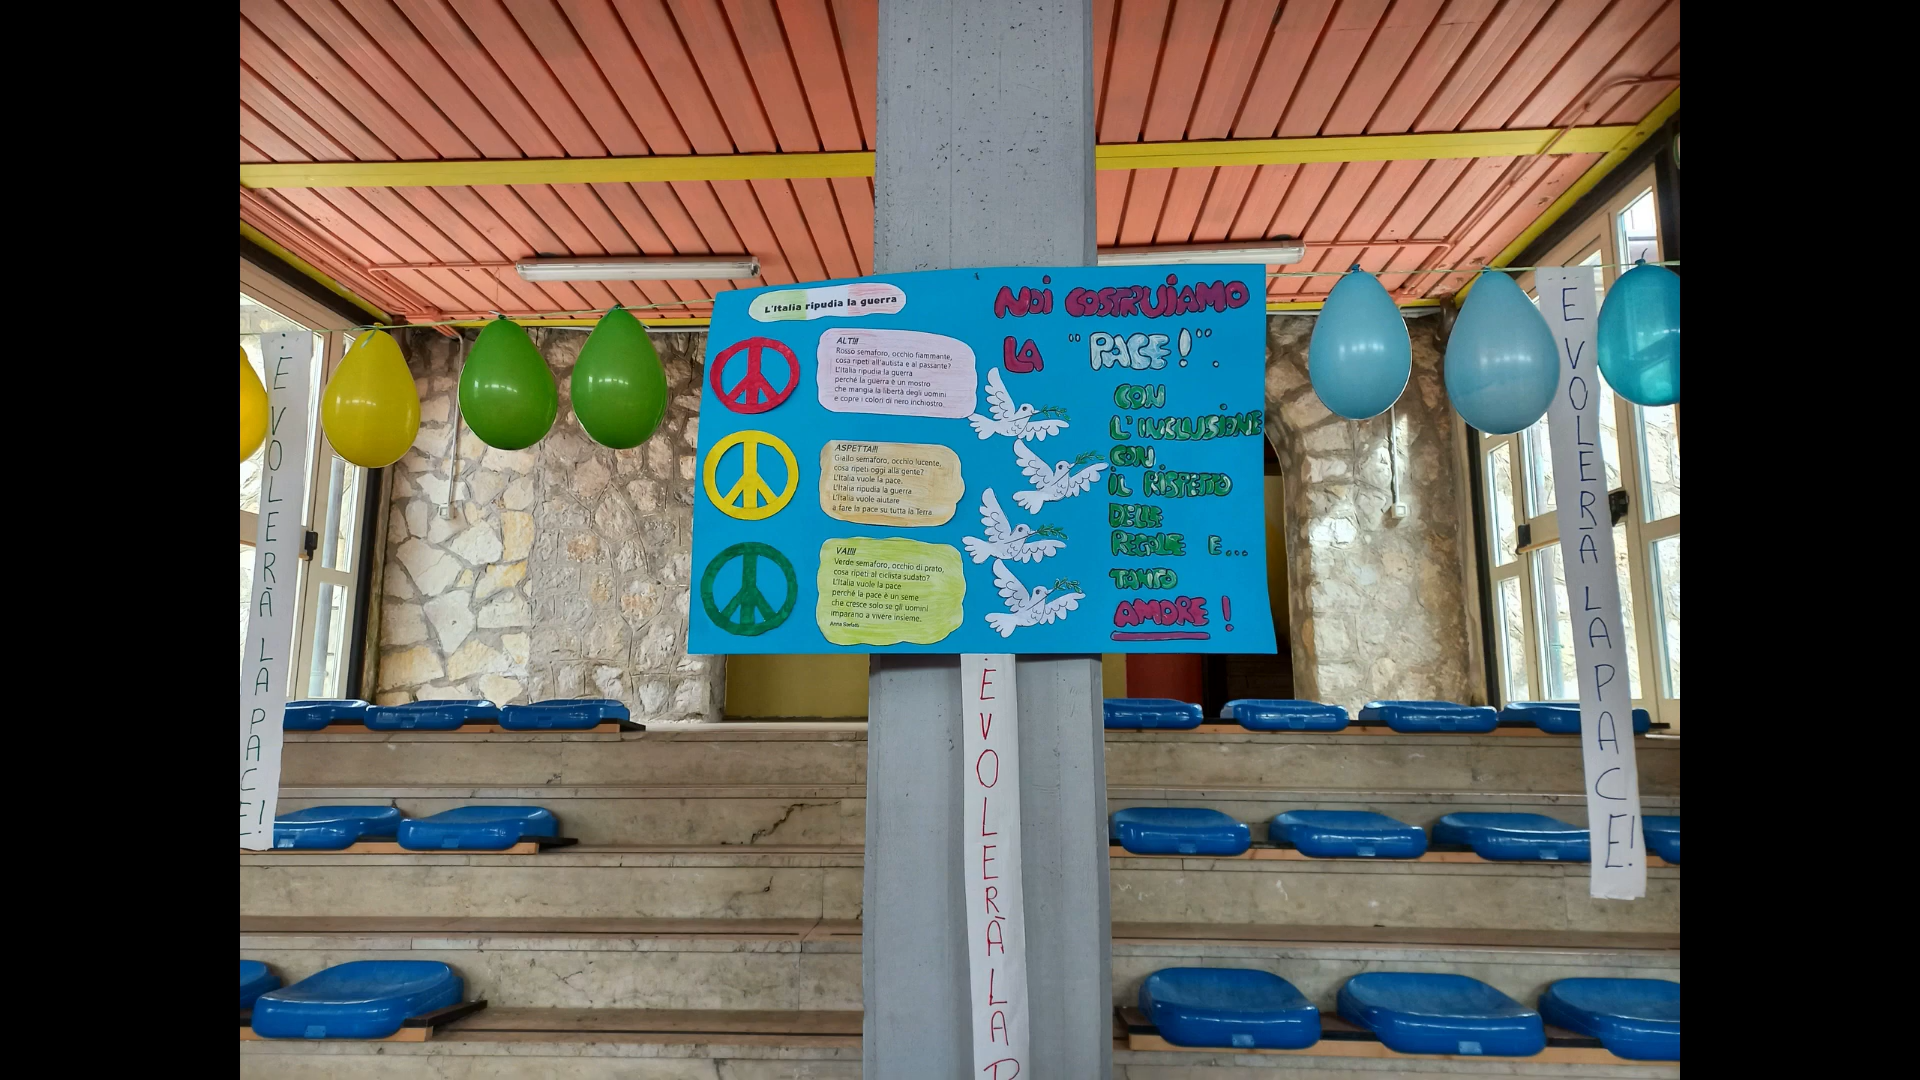 L'Italia ripudia la guerra
ALT!!!
Rosso semaforo, occhio fiammante,
cosa ripeti all'autista e al passante?
L'Italia ripudia la guerra
perché la guerra è un mostro
che mangia la libertà degli uomini
e copre i colori di nero inchiostro.
ASPETTA!!!
Giallo semaforo, occhio lucente,
cosa ripeti oggi alla gente?
L'Italia vuole la pace.
L'Italia ripudia la guerra
L'Italia vuole aiutare
a fare la pace su tutta la Terra
VAI!!!
Verde semaforo, occhio di prato,
cosa ripeti al ciclista sudato?
L'Italia vuole la pace
perché la pace è un seme
che cresce solo se gli uomini
imparano a vivere insieme.
Anna Sarfatti
NOI COSTRUIAMO
LA "PACE!".
CON
L'INCLUSIONE
CON
IL RISPETTO
DELLE
REGOLE E...
TANTO
AMORE!
E VOLERÀ LA PACE!
E VOLERÀ LA P
E VOLERÀ LA PACE!